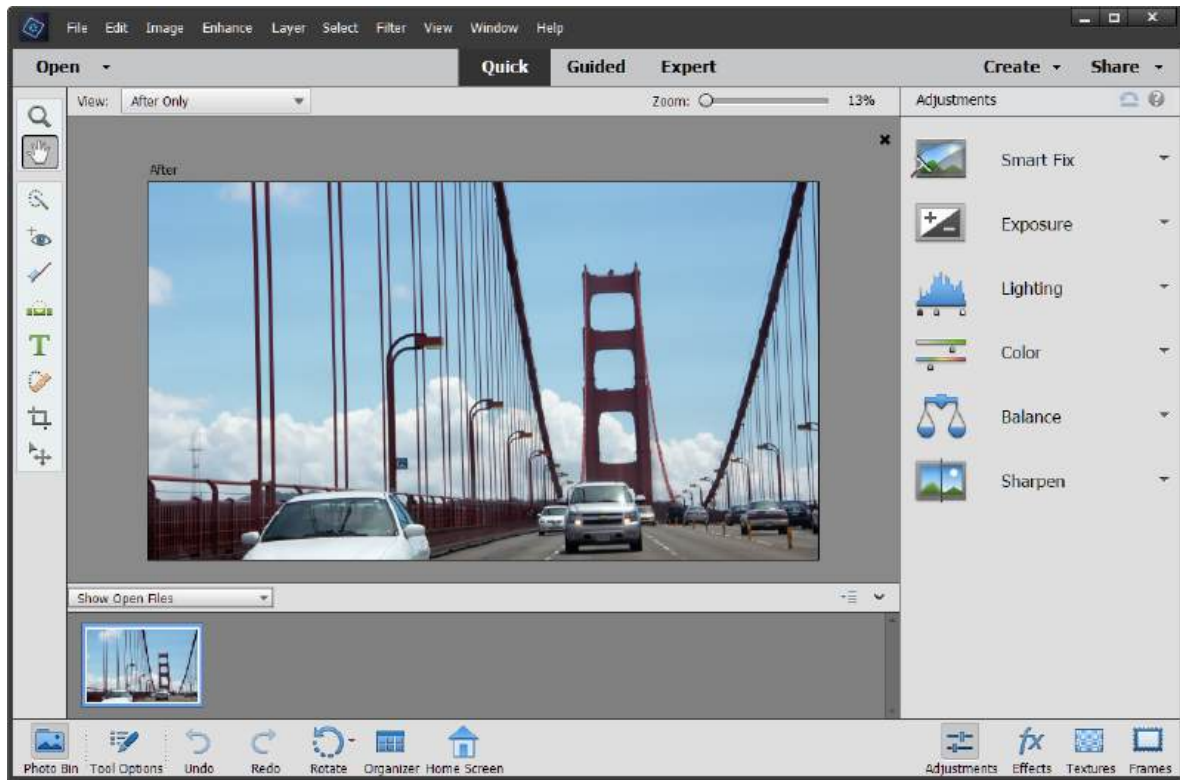 File Edit Image Enhance Layer Select Filter View Window Help
Open Quick Guided Expert Create Share
View: After Only Zoom: 13% Adjustments
After
Smart Fix
Exposure
Lighting
Color
Balance
Sharpen
T
Show Open Files
Photo Bin Tool Options Undo Redo Rotate Organizer Home Screen fx Adjustments Effects Textures Frames